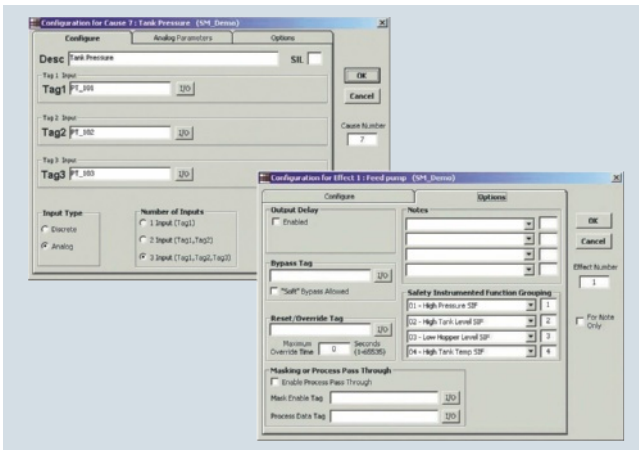 Configuration for Cause 7 : Tank Pressure (SM_Demo)
Configure Analog Parameters Options
Desc Tank Pressure SIL
Tag 1 Input
Tag1 PT_101 I/O
Tag 2 Input
Tag2 PT_102 I/O
Tag 3 Input
Tag3 PT_103 I/O
Input Type
Discrete
Analog
Number of Inputs
1 Input (Tag1)
2 Input (Tag1,Tag2)
3 Input (Tag1,Tag2,Tag3)
OK
Cancel
Cause Number
7
Configuration for Effect 1 : Feed pump (SM_Demo)
Configure Options
Output Delay
Enabled
Bypass Tag
I/O
"Soft" Bypass Allowed
Reset/Override Tag
I/O
Maximum Override Time 0 Seconds (1-65535)
Notes
Safety Instrumented Function Grouping
01 - High Pressure SIF 1
02 - High Tank Level SIF 2
03 - Low Hopper Level SIF 3
04 - High Tank Temp SIF 4
Masking or Process Pass Through
Enable Process Pass Through
Mask Enable Tag I/O
Process Data Tag I/O
OK
Cancel
Effect Number
1
For Note Only